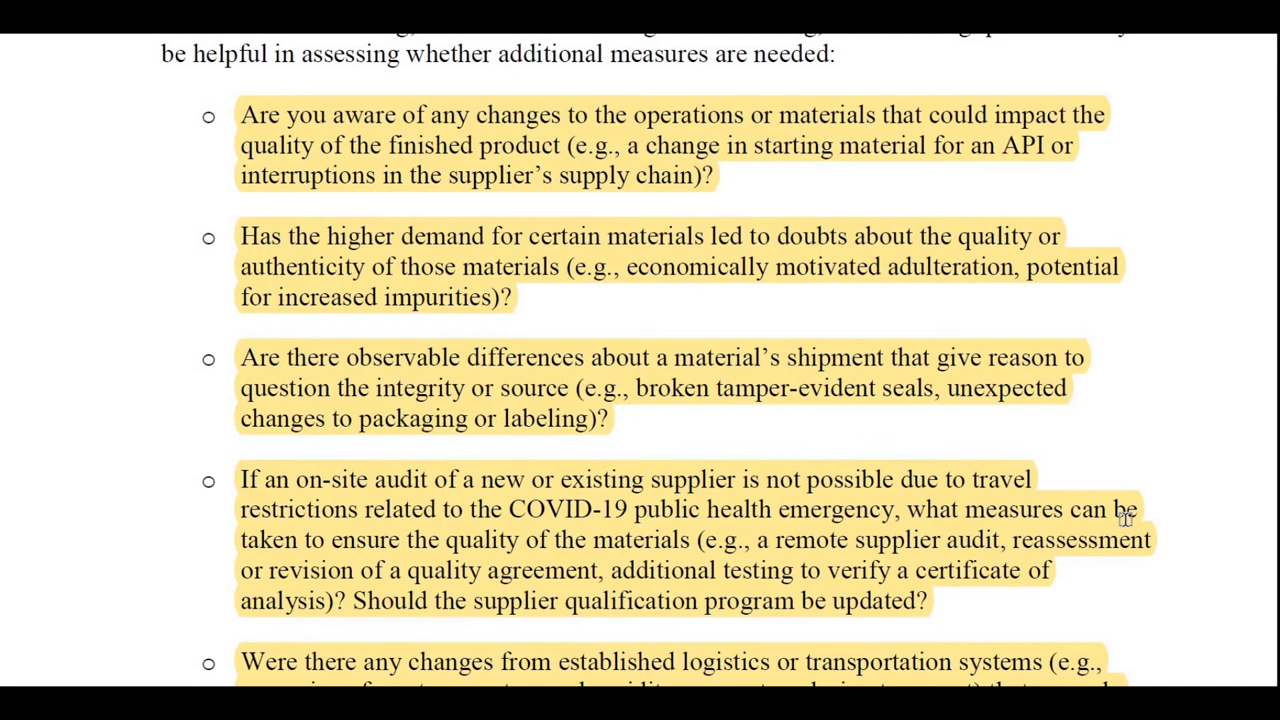 be helpful in assessing whether additional measures are needed:
o Are you aware of any changes to the operations or materials that could impact the
quality of the finished product (e.g., a change in starting material for an API or
interruptions in the supplier’s supply chain)?
o Has the higher demand for certain materials led to doubts about the quality or
authenticity of those materials (e.g., economically motivated adulteration, potential
for increased impurities)?
o Are there observable differences about a material’s shipment that give reason to
question the integrity or source (e.g., broken tamper-evident seals, unexpected
changes to packaging or labeling)?
o If an on-site audit of a new or existing supplier is not possible due to travel
restrictions related to the COVID-19 public health emergency, what measures can be
taken to ensure the quality of the materials (e.g., a remote supplier audit, reassessment
or revision of a quality agreement, additional testing to verify a certificate of
analysis)? Should the supplier qualification program be updated?
o Were there any changes from established logistics or transportation systems (e.g.,